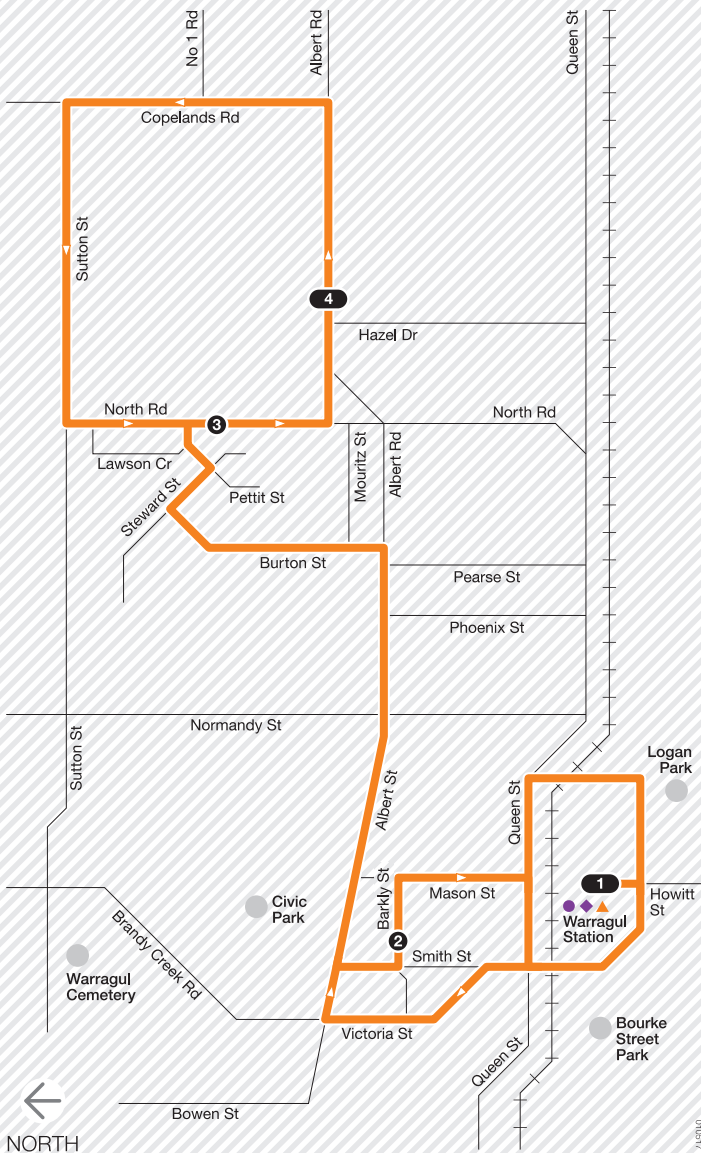 No 1 Rd
Albert Rd
Queen St
Copelands Rd
Sutton St
4
Hazel Dr
North Rd
3
North Rd
Lawson Cr
Mouritz St
Albert Rd
Steward St
Pettit St
Burton St
Pearse St
Phoenix St
Normandy St
Sutton St
Logan
Park
Albert St
Queen St
Barkly St
Mason St
1
Howitt
St
Civic
Park
Warragul
Station
Brandy Creek Rd
2
Smith St
Warragul
Cemetery
Victoria St
Bourke
Street
Park
Queen St
Bowen St
NORTH
010517